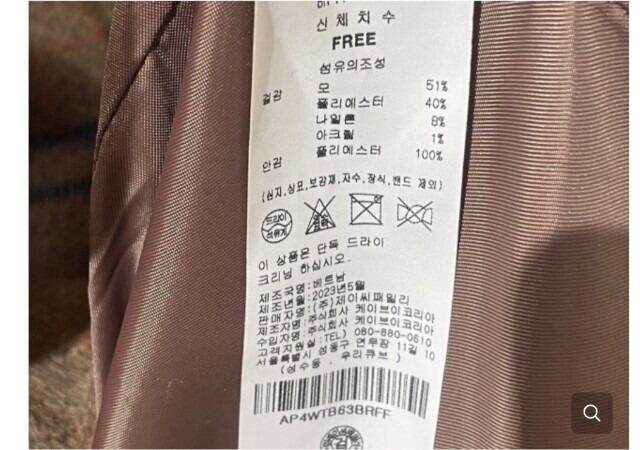 신체치수
FREE
섬유의조성
겉감 모 51%
폴리에스터 40%
나일론 8%
아크릴 1%
안감 폴리에스터 100%
(심지,상표,보강재,자수,장식,밴드 제외)
드라이
석유계
이 상품은 단독 드라이
크리닝 하십시오.
제조국명:베트남
제조년월:2023년5월
판매자명:(주)제이씨패밀리
제조자명:주식회사 케이브이코리아
수입자명:주식회사 케이브이코리아
고객지원실:TEL) 080-880-0610
서울특별시 성동구 연무장 11길 10
(성수동 우리큐브)
AP4WTB63BRFF
검